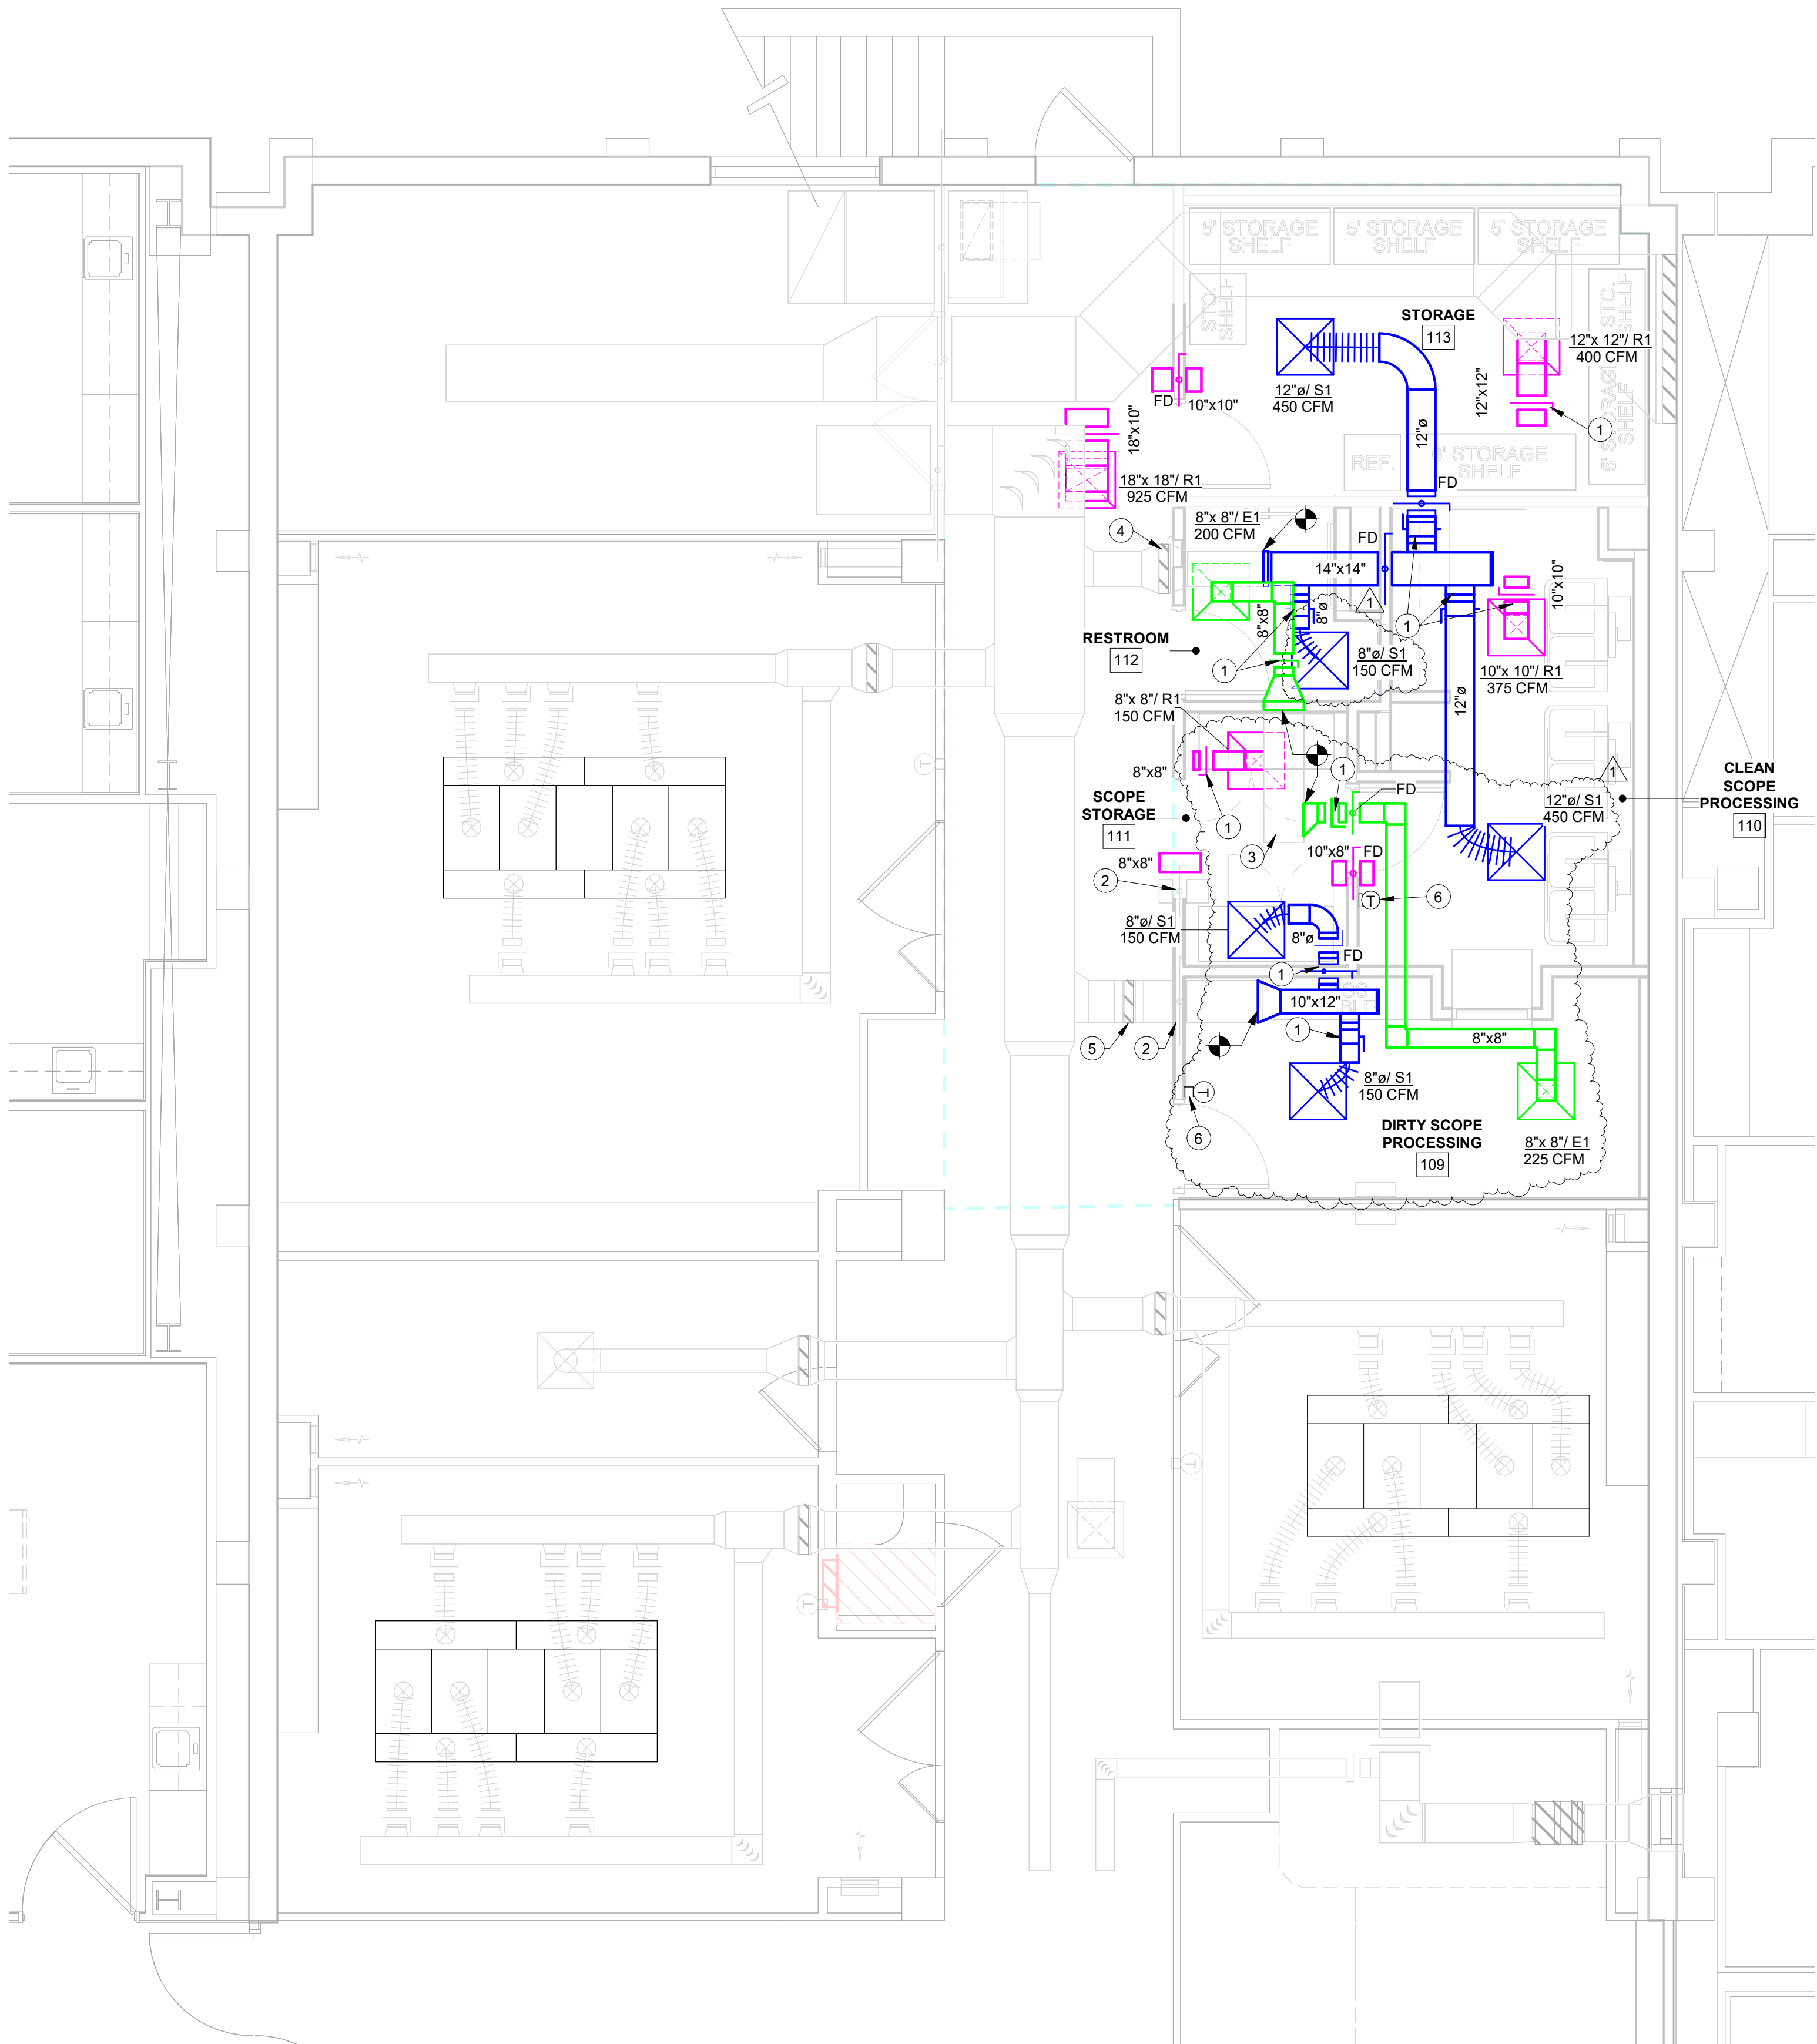 5' STORAGE
SHELF
5' STORAGE
SHELF
5' STORAGE
SHELF
STO.
SHELF
STO.
SHELF
STORAGE
113
12"x 12"/ R1
400 CFM
12"x12"
5' STORAGE
SHELF
1
12"ø/ S1
450 CFM
12"ø
FD
10"x10"
18"x10"
18"x 18"/ R1
925 CFM
REF.
5' STORAGE
SHELF
FD
8"x 8"/ E1
200 CFM
4
FD
14"x14"
10"x10"
1
8"x8"
8"ø
1
RESTROOM
112
1
8"ø/ S1
150 CFM
10"x 10"/ R1
375 CFM
12"ø
8"x 8"/ R1
150 CFM
T
8"x8"
1
1
CLEAN
SCOPE
PROCESSING
110
SCOPE
STORAGE
111
FD
12"ø/ S1
450 CFM
1
3
10"x8"
FD
8"x8"
2
T
6
8"ø/ S1
150 CFM
8"ø
FD
1
10"x12"
1
5
2
8"x8"
8"ø/ S1
150 CFM
T
6
DIRTY SCOPE
PROCESSING
109
8"x 8"/ E1
225 CFM
T
T